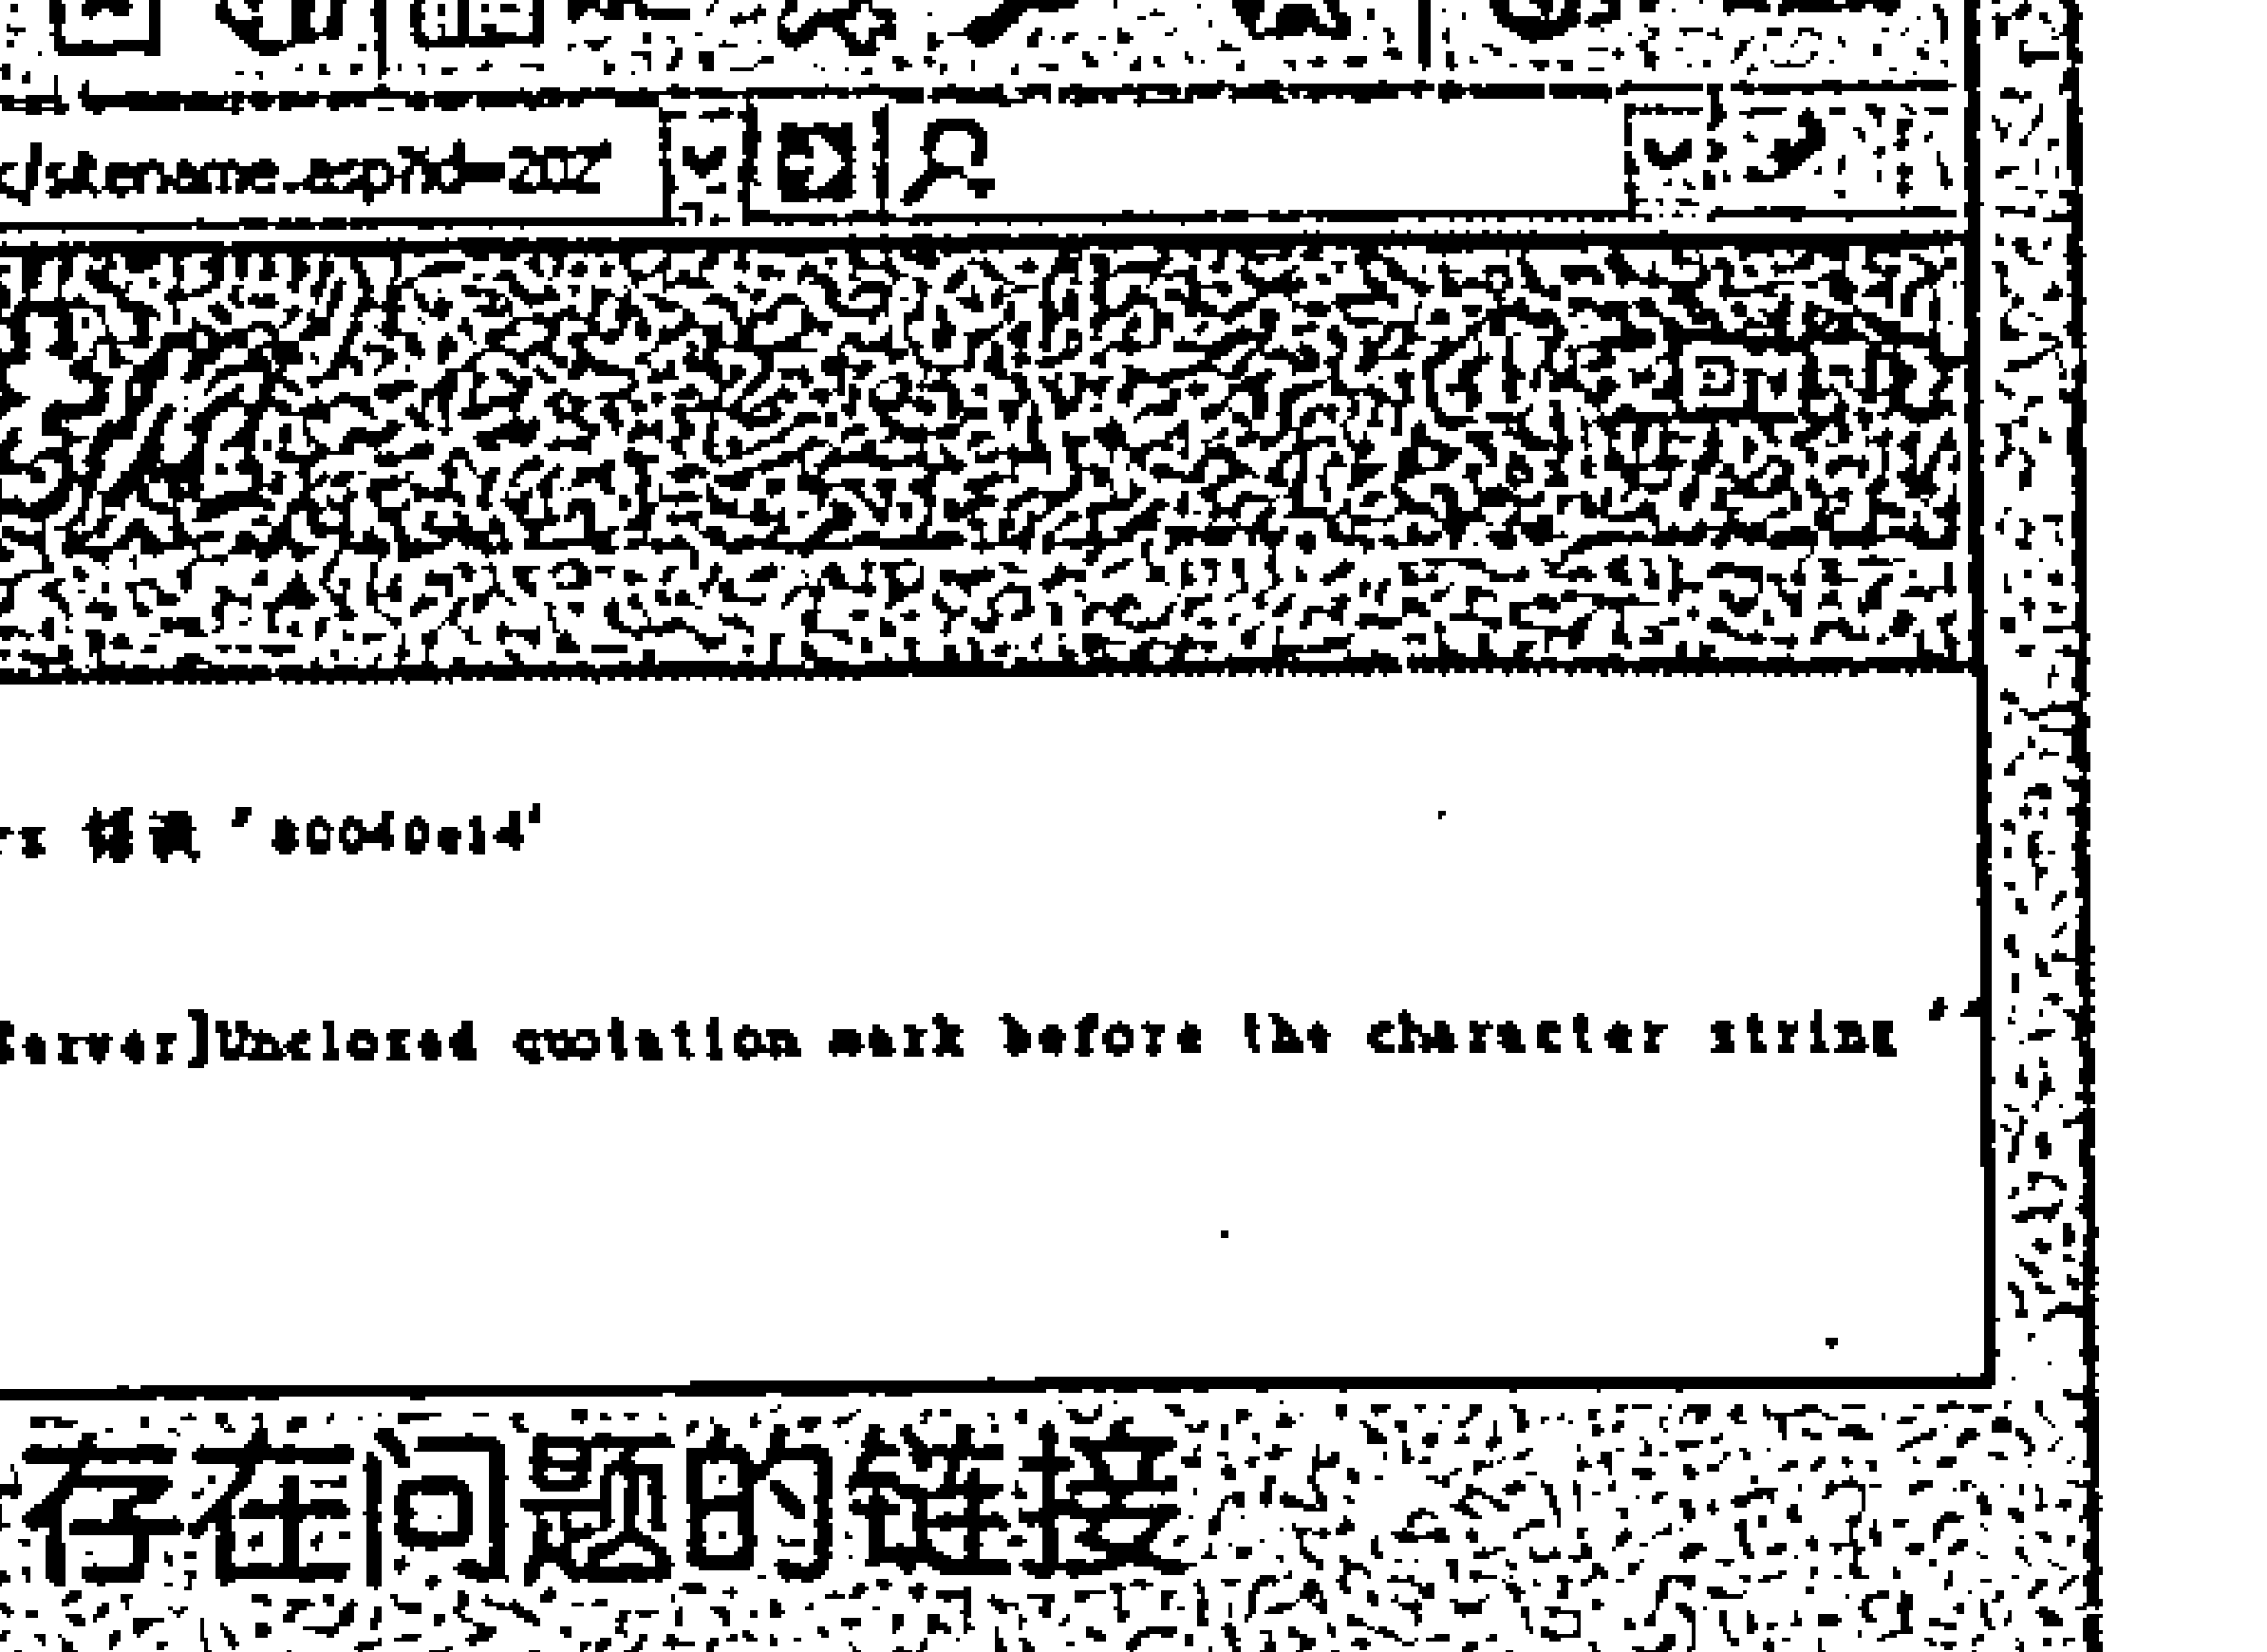 /sitename.asp?id=202'
错误 '80040e14'
Server]Unclosed quotation mark before the character string ''
存在问题的链接